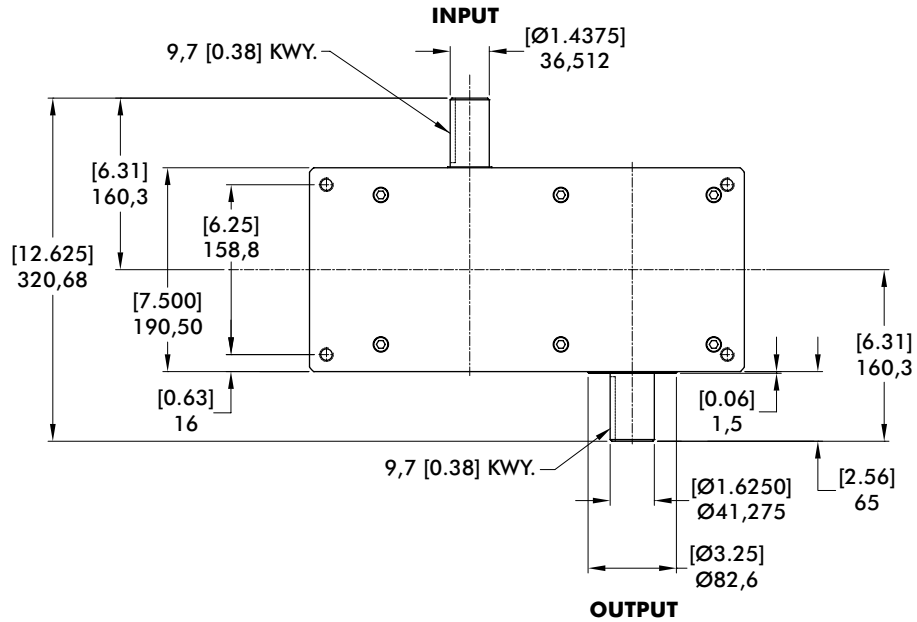 INPUT
9,7 [0.38] KWY.
[Ø1.4375]
36,512
[6.31]
160,3
[6.25]
158,8
[12.625]
320,68
[7.500]
190,50
[6.31]
160,3
[0.63]
16
[0.06]
1,5
9,7 [0.38] KWY.
[2.56]
65
[Ø1.6250]
Ø41,275
[Ø3.25]
Ø82,6
OUTPUT